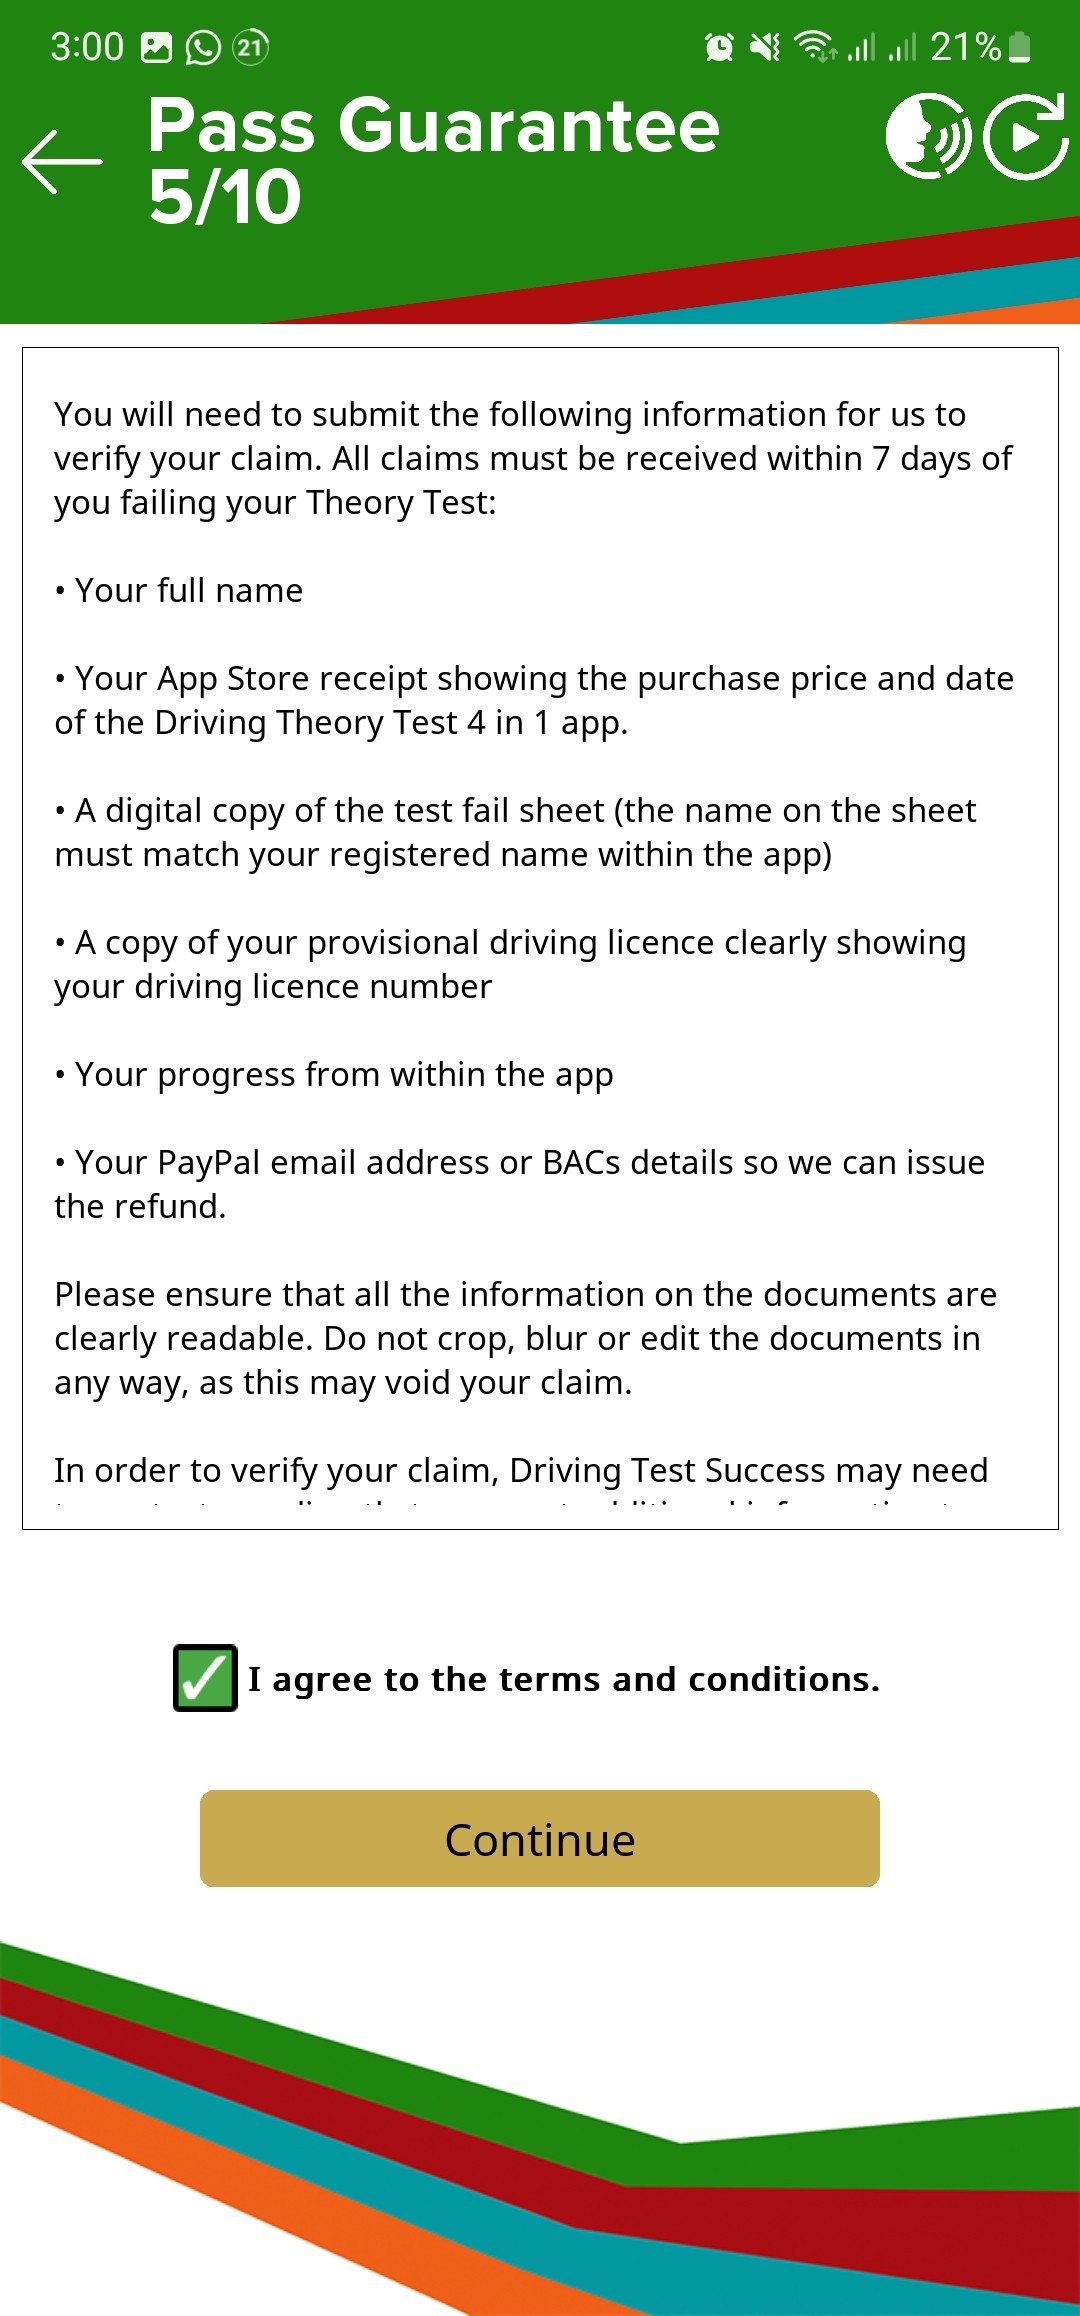 3:00 21 21%
Pass Guarantee
5/10
You will need to submit the following information for us to
verify your claim. All claims must be received within 7 days of
you failing your Theory Test:
• Your full name
• Your App Store receipt showing the purchase price and date
of the Driving Theory Test 4 in 1 app.
• A digital copy of the test fail sheet (the name on the sheet
must match your registered name within the app)
• A copy of your provisional driving licence clearly showing
your driving licence number
• Your progress from within the app
• Your PayPal email address or BACs details so we can issue
the refund.
Please ensure that all the information on the documents are
clearly readable. Do not crop, blur or edit the documents in
any way, as this may void your claim.
In order to verify your claim, Driving Test Success may need
I agree to the terms and conditions.
Continue